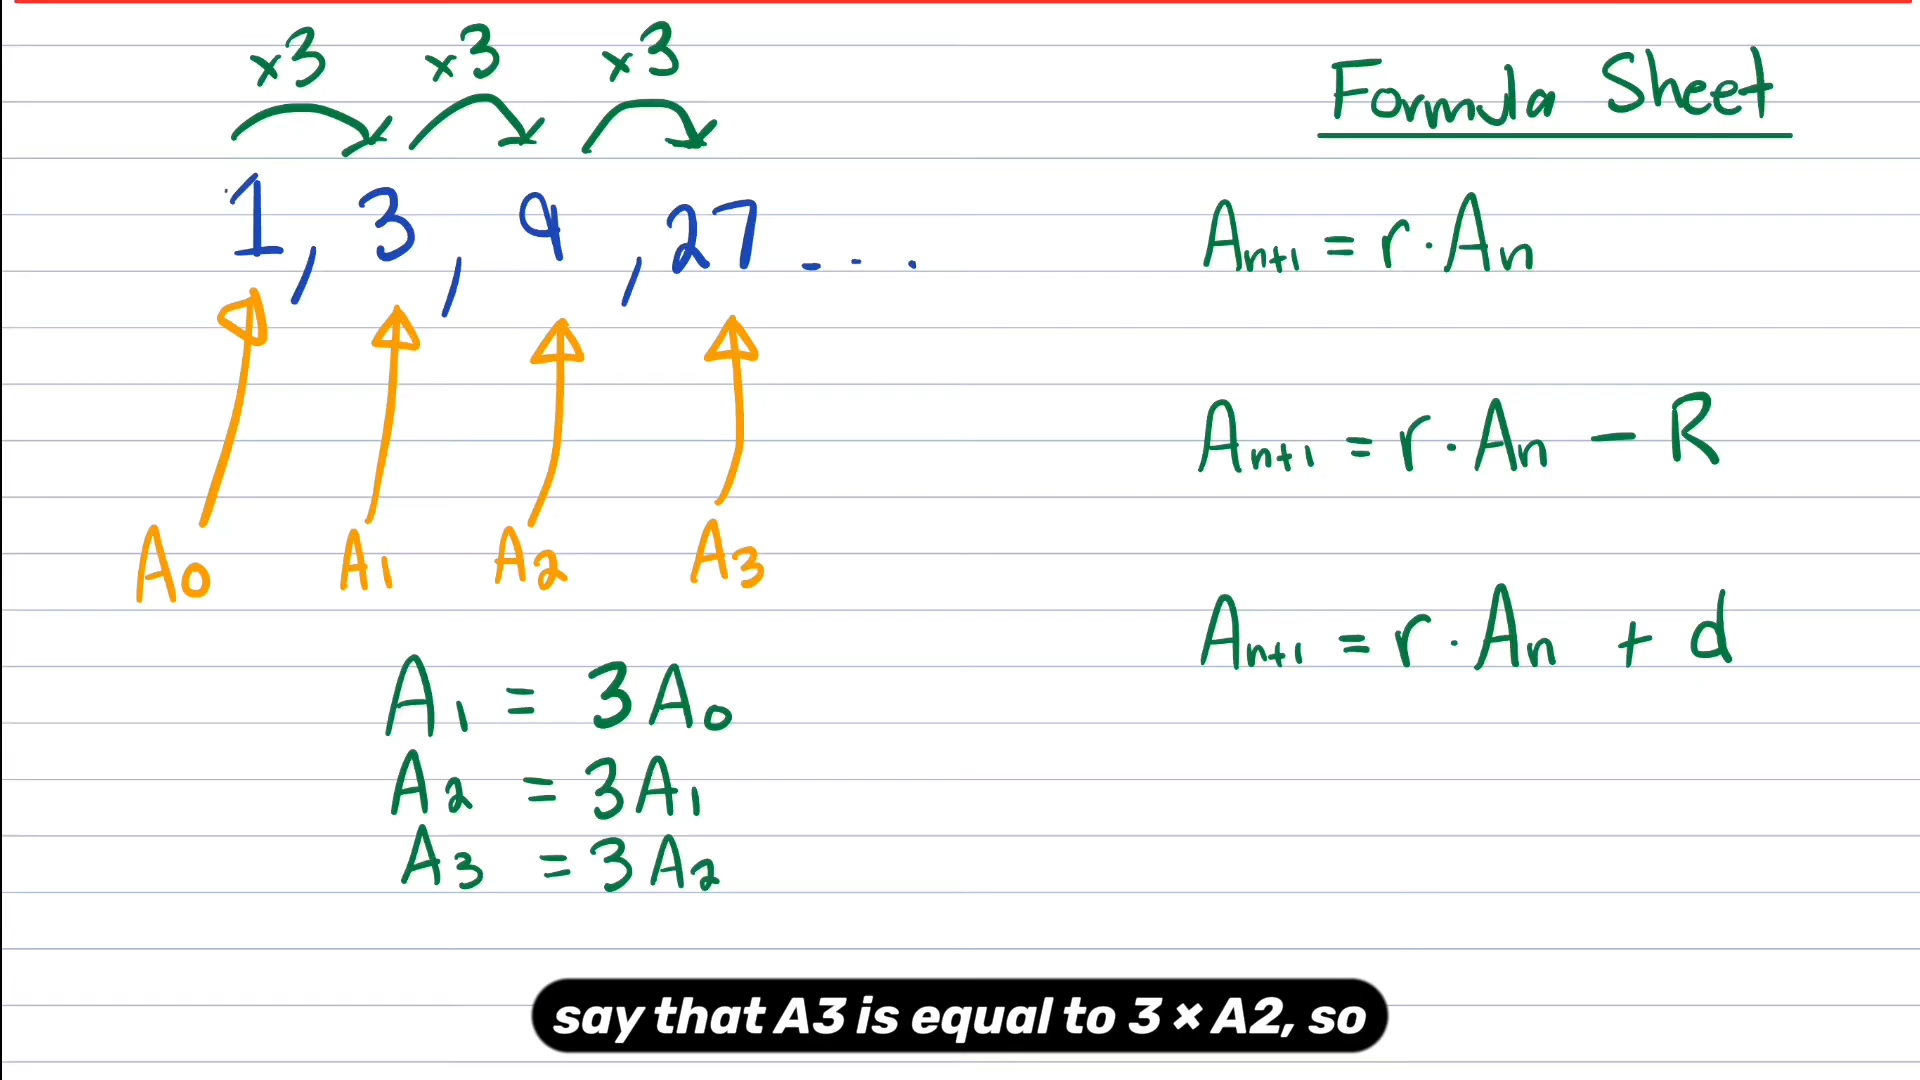 ×3 ×3 ×3
1, 3, 9, 27 ...
A0 A1 A2 A3
A1 = 3A0
A2 = 3A1
A3 = 3A2
Formula Sheet
An+1 = r · An
An+1 = r · An − R
An+1 = r · An + d
say that A3 is equal to 3 × A2, so